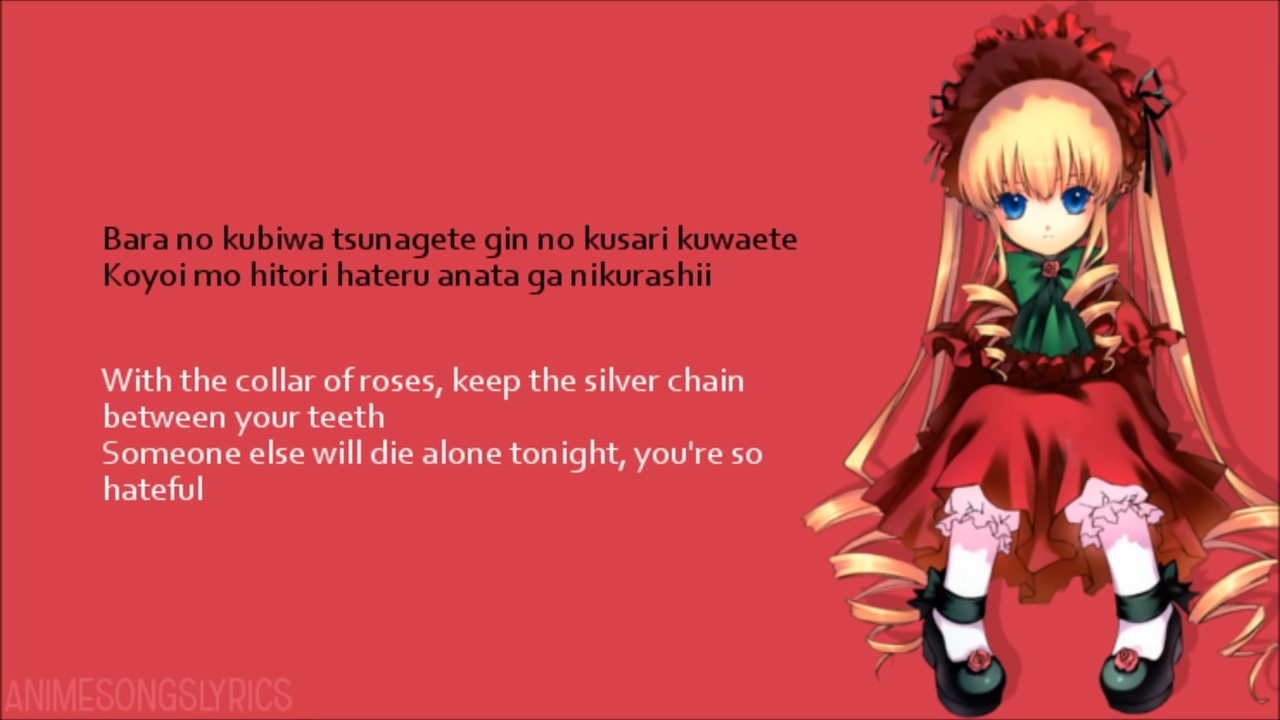 Bara no kubiwa tsunagete gin no kusari kuwaete
Koyoi mo hitori hateru anata ga nikurashii
With the collar of roses, keep the silver chain
between your teeth
Someone else will die alone tonight, you're so
hateful
ANIMESONGSLYRICS